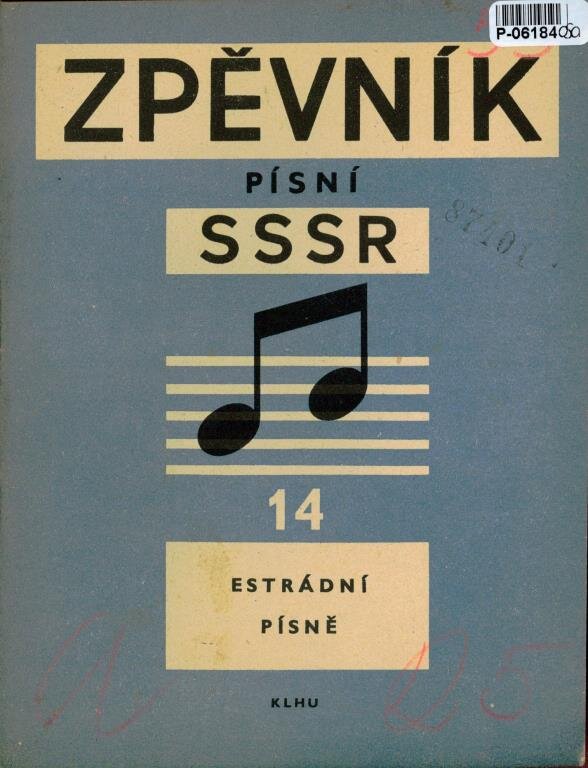 P-06184
ZPĚVNÍK
PÍSNÍ
SSSR
14
ESTRÁDNÍ
PÍSNĚ
KLHU